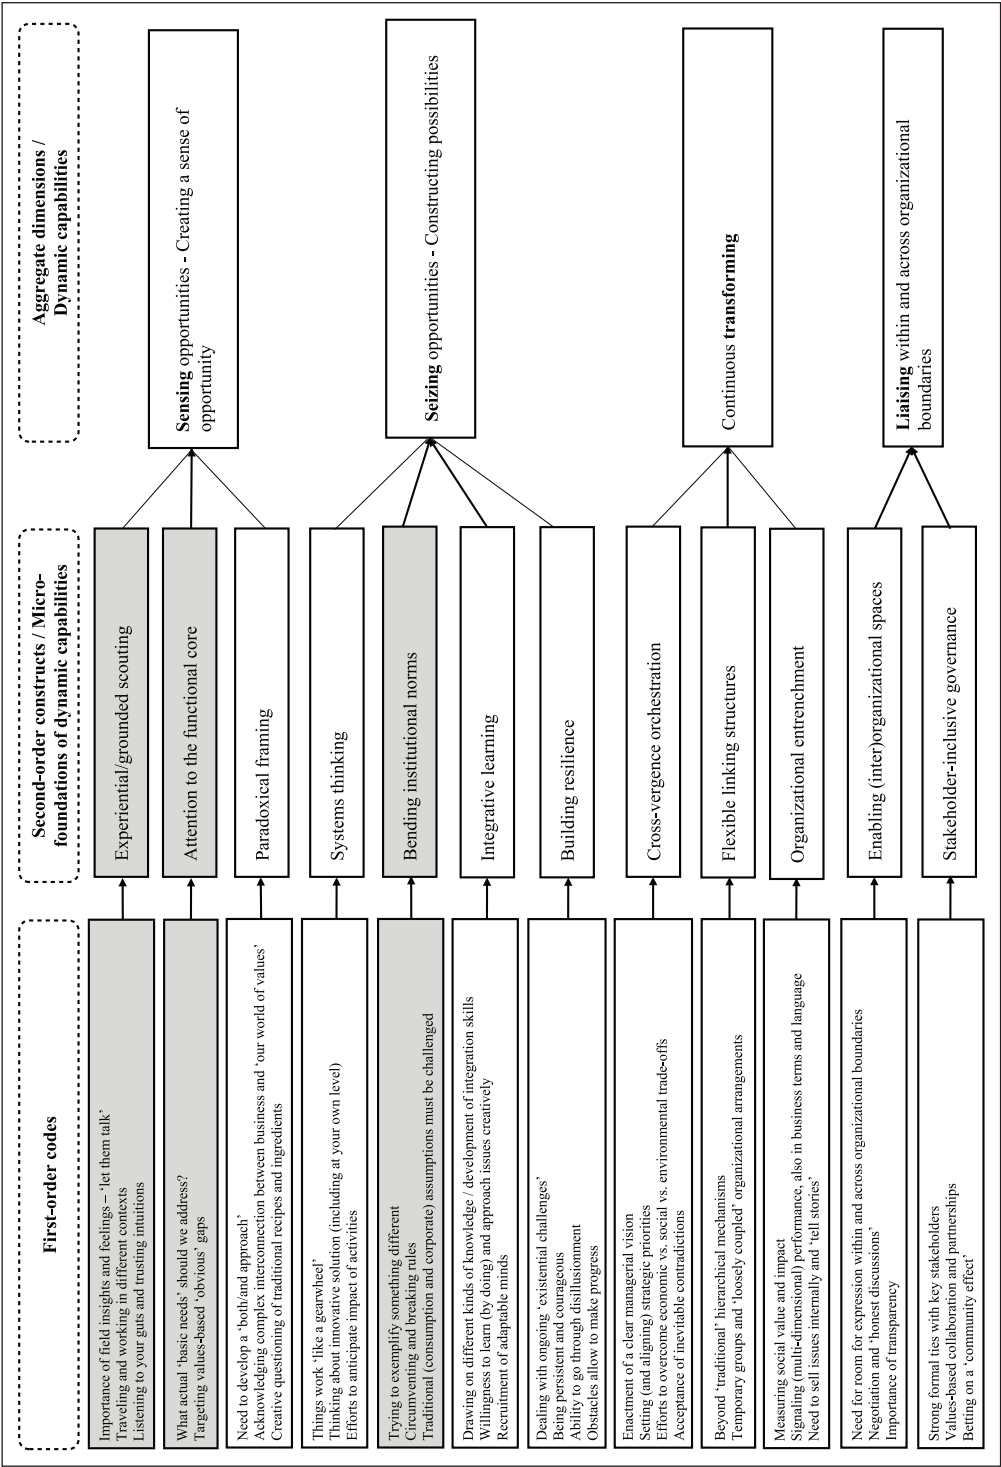 First-order codes
Second-order constructs / Micro-
foundations of dynamic capabilities
Aggregate dimensions /
Dynamic capabilities
Importance of field insights and feelings – ‘let them talk’
Traveling and working in different contexts
Listening to your guts and trusting intuitions
Experiential/grounded scouting
What actual ‘basic needs’ should we address?
Targeting values-based ‘obvious’ gaps
Attention to the functional core
Need to develop a ‘both/and approach’
Acknowledging complex interconnection between business and ‘our world of values’
Creative questioning of traditional recipes and ingredients
Paradoxical framing
Sensing opportunities - Creating a sense of
opportunity
Things work ‘like a gearwheel’
Thinking about innovative solution (including at your own level)
Efforts to anticipate impact of activities
Systems thinking
Trying to exemplify something different
Circumventing and breaking rules
Traditional (consumption and corporate) assumptions must be challenged
Bending institutional norms
Drawing on different kinds of knowledge / development of integration skills
Willingness to learn (by doing) and approach issues creatively
Recruitment of adaptable minds
Integrative learning
Dealing with ongoing ‘existential challenges’
Being persistent and courageous
Ability to go through disillusionment
Obstacles allow to make progress
Building resilience
Seizing opportunities - Constructing possibilities
Enactment of a clear managerial vision
Setting (and aligning) strategic priorities
Efforts to overcome economic vs. social vs. environmental trade-offs
Acceptance of inevitable contradictions
Cross-vergence orchestration
Beyond ‘traditional’ hierarchical mechanisms
Temporary groups and ‘loosely coupled’ organizational arrangements
Flexible linking structures
Measuring social value and impact
Signaling (multi-dimensional) performance, also in business terms and language
Need to sell issues internally and ‘tell stories’
Organizational entrenchment
Continuous transforming
Need for room for expression within and across organizational boundaries
Negotiation and ‘honest discussions’
Importance of transparency
Enabling (inter)organizational spaces
Strong formal ties with key stakeholders
Values-based collaboration and partnerships
Betting on a ‘community effect’
Stakeholder-inclusive governance
Liaising within and across organizational
boundaries